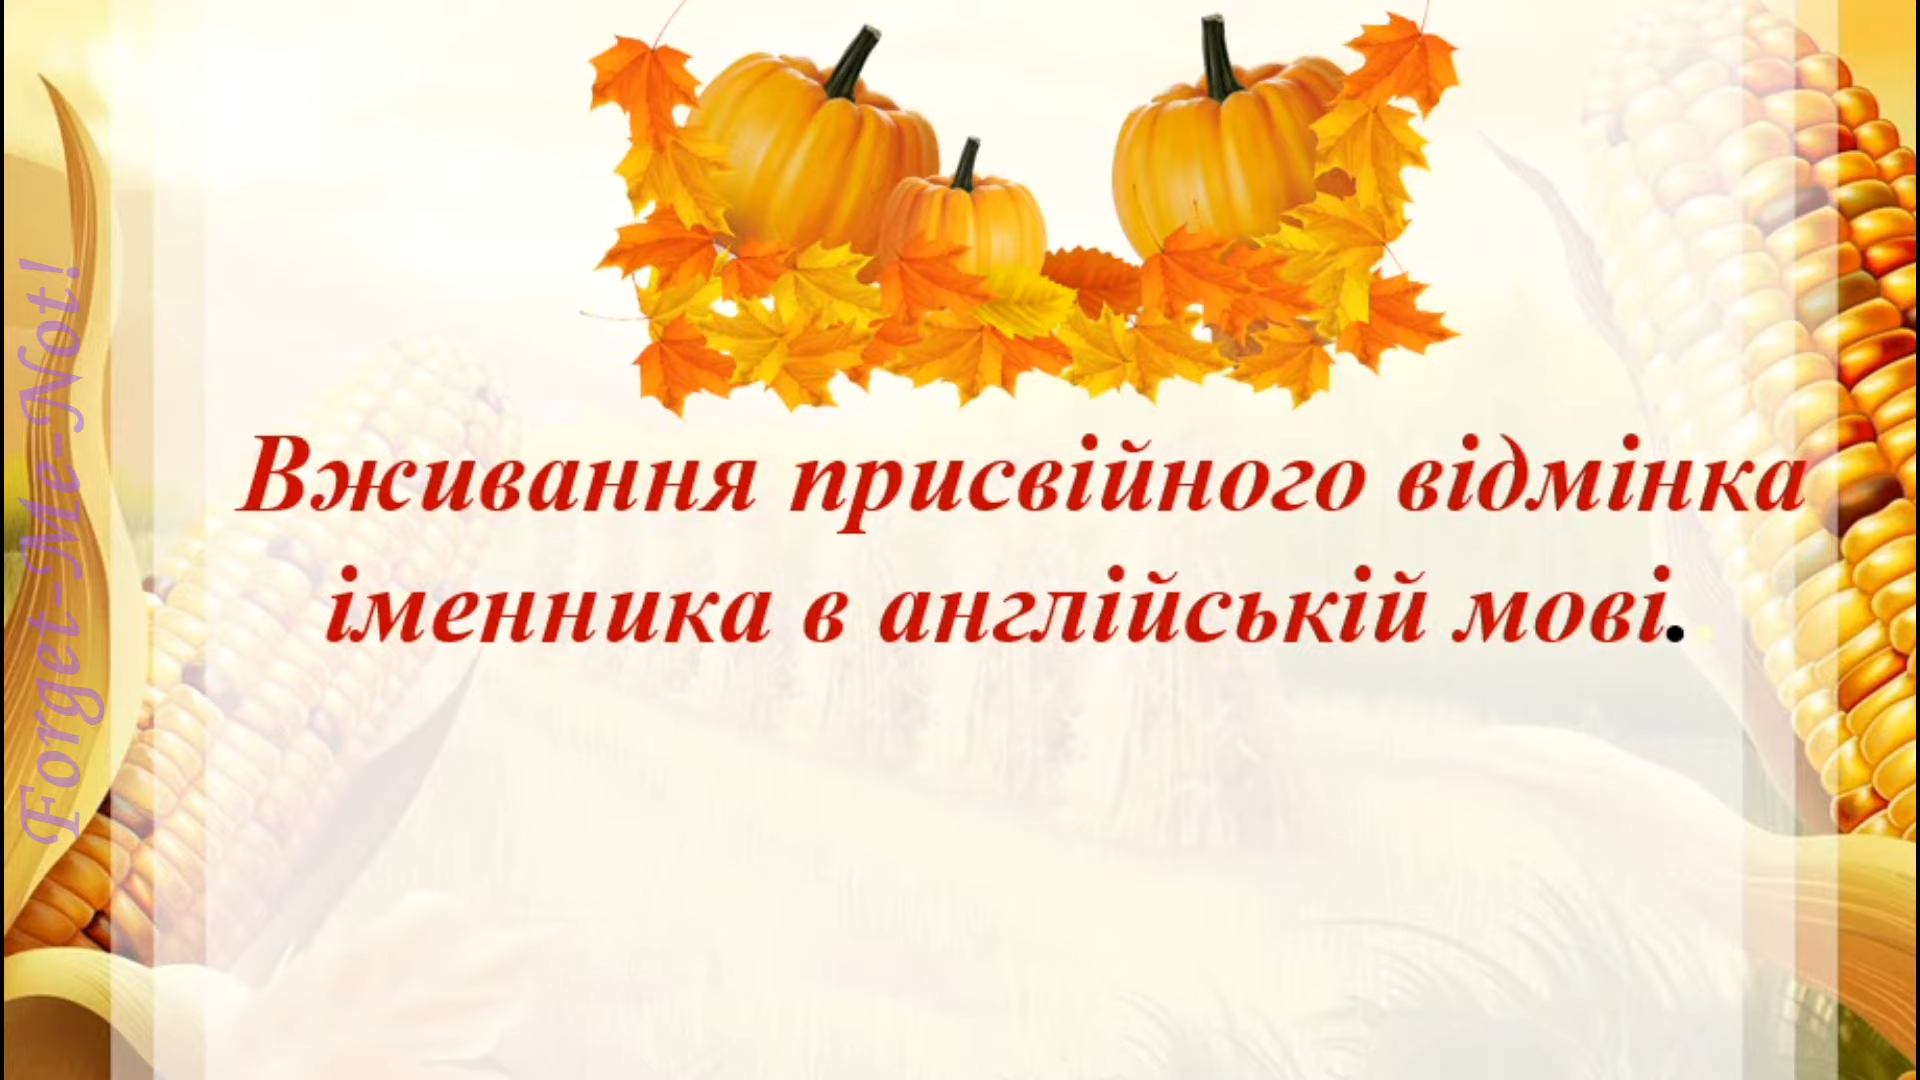 Вживання присвійного відмінка
іменника в англійській мові.
Forget-Me-Not!